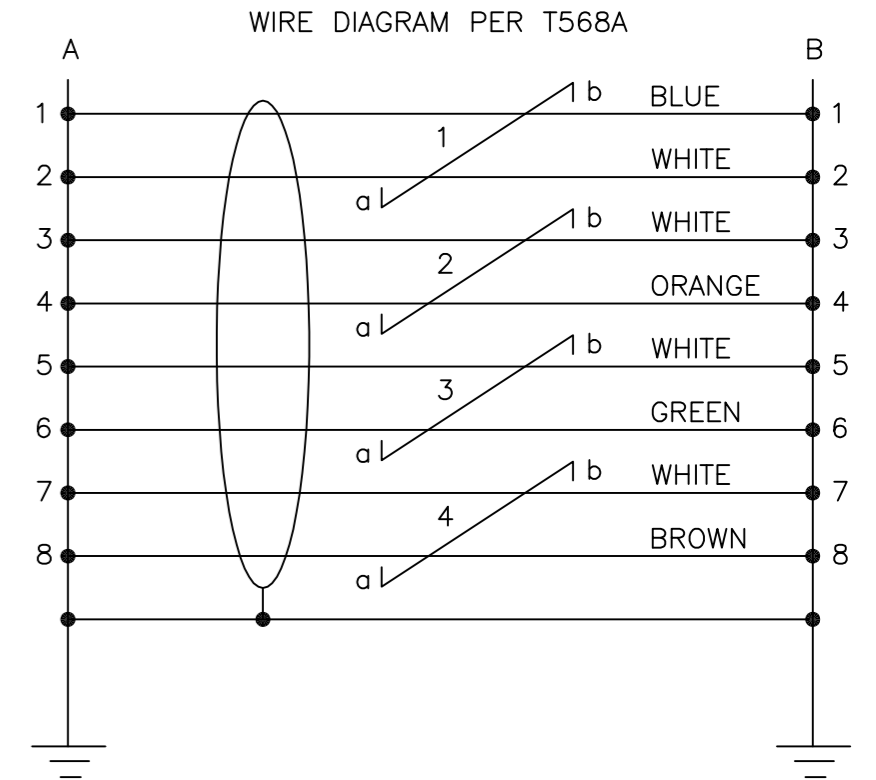 WIRE DIAGRAM PER T568A
A B
1 b BLUE 1
1
2 WHITE 2
a
3 b WHITE 3
2
4 ORANGE 4
a
5 b WHITE 5
3
6 GREEN 6
a
7 b WHITE 7
4
8 BROWN 8
a